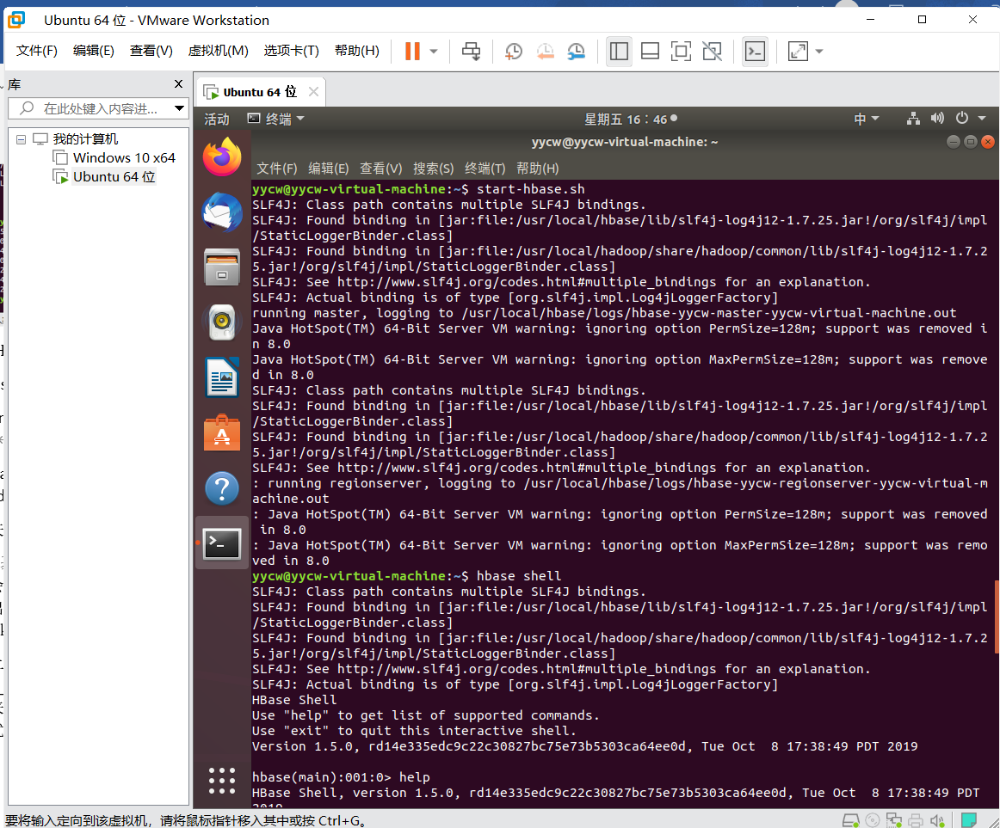 Ubuntu 64 位 - VMware Workstation
文件(F) 编辑(E) 查看(V) 虚拟机(M) 选项卡(T) 帮助(H)
库
在此处键入内容进...
我的计算机
Windows 10 x64
Ubuntu 64 位
Ubuntu 64 位
活动 终端 星期五 16：46 中
yycw@yycw-virtual-machine: ~
文件(F) 编辑(E) 查看(V) 搜索(S) 终端(T) 帮助(H)
yycw@yycw-virtual-machine:~$ start-hbase.sh
SLF4J: Class path contains multiple SLF4J bindings.
SLF4J: Found binding in [jar:file:/usr/local/hbase/lib/slf4j-log4j12-1.7.25.jar!/org/slf4j/impl
/StaticLoggerBinder.class]
SLF4J: Found binding in [jar:file:/usr/local/hadoop/share/hadoop/common/lib/slf4j-log4j12-1.7.2
5.jar!/org/slf4j/impl/StaticLoggerBinder.class]
SLF4J: See http://www.slf4j.org/codes.html#multiple_bindings for an explanation.
SLF4J: Actual binding is of type [org.slf4j.impl.Log4jLoggerFactory]
running master, logging to /usr/local/hbase/logs/hbase-yycw-master-yycw-virtual-machine.out
Java HotSpot(TM) 64-Bit Server VM warning: ignoring option PermSize=128m; support was removed i
n 8.0
Java HotSpot(TM) 64-Bit Server VM warning: ignoring option MaxPermSize=128m; support was remove
d in 8.0
SLF4J: Class path contains multiple SLF4J bindings.
SLF4J: Found binding in [jar:file:/usr/local/hbase/lib/slf4j-log4j12-1.7.25.jar!/org/slf4j/impl
/StaticLoggerBinder.class]
SLF4J: Found binding in [jar:file:/usr/local/hadoop/share/hadoop/common/lib/slf4j-log4j12-1.7.2
5.jar!/org/slf4j/impl/StaticLoggerBinder.class]
SLF4J: See http://www.slf4j.org/codes.html#multiple_bindings for an explanation.
: running regionserver, logging to /usr/local/hbase/logs/hbase-yycw-regionserver-yycw-virtual-m
achine.out
: Java HotSpot(TM) 64-Bit Server VM warning: ignoring option PermSize=128m; support was removed
 in 8.0
: Java HotSpot(TM) 64-Bit Server VM warning: ignoring option MaxPermSize=128m; support was remo
ved in 8.0
yycw@yycw-virtual-machine:~$ hbase shell
SLF4J: Class path contains multiple SLF4J bindings.
SLF4J: Found binding in [jar:file:/usr/local/hbase/lib/slf4j-log4j12-1.7.25.jar!/org/slf4j/impl
/StaticLoggerBinder.class]
SLF4J: Found binding in [jar:file:/usr/local/hadoop/share/hadoop/common/lib/slf4j-log4j12-1.7.2
5.jar!/org/slf4j/impl/StaticLoggerBinder.class]
SLF4J: See http://www.slf4j.org/codes.html#multiple_bindings for an explanation.
SLF4J: Actual binding is of type [org.slf4j.impl.Log4jLoggerFactory]
HBase Shell
Use "help" to get list of supported commands.
Use "exit" to quit this interactive shell.
Version 1.5.0, rd14e335edc9c22c30827bc75e73b5303ca64ee0d, Tue Oct  8 17:38:49 PDT 2019
hbase(main):001:0> help
HBase Shell, version 1.5.0, rd14e335edc9c22c30827bc75e73b5303ca64ee0d, Tue Oct  8 17:38:49 PDT
2019
要将输入定向到该虚拟机，请将鼠标指针移入其中或按 Ctrl+G。